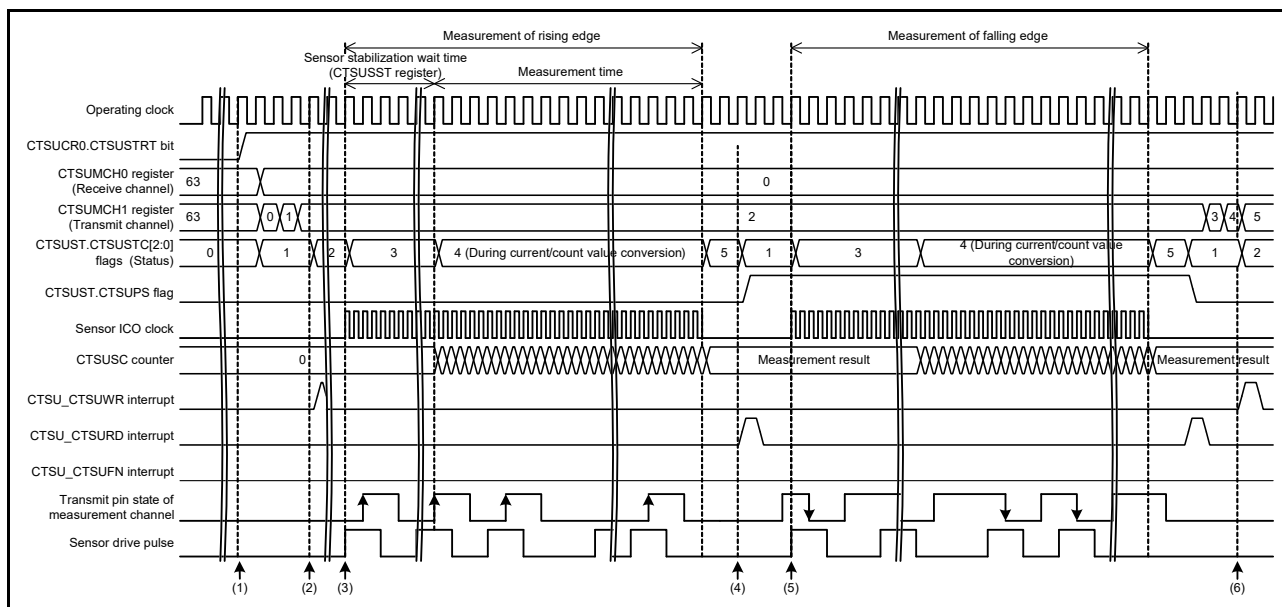 Measurement of rising edge
Measurement of falling edge
Sensor stabilization wait time
(CTSUSST register)
Measurement time
Operating clock
CTSUCR0.CTSUSTRT bit
CTSUMCH0 register
(Receive channel)
63
0
CTSUMCH1 register
(Transmit channel)
63
0
1
2
3
4
5
CTSUST.CTSUSTC[2:0]
flags (Status)
0
1
2
3
4 (During current/count value conversion)
5
1
3
4 (During current/count value
conversion)
5
1
2
CTSUST.CTSUPS flag
Sensor ICO clock
CTSUSC counter
0
Measurement result
Measurement result
CTSU_CTSUWR interrupt
CTSU_CTSURD interrupt
CTSU_CTSUFN interrupt
Transmit pin state of
measurement channel
Sensor drive pulse
(1)
(2)
(3)
(4)
(5)
(6)